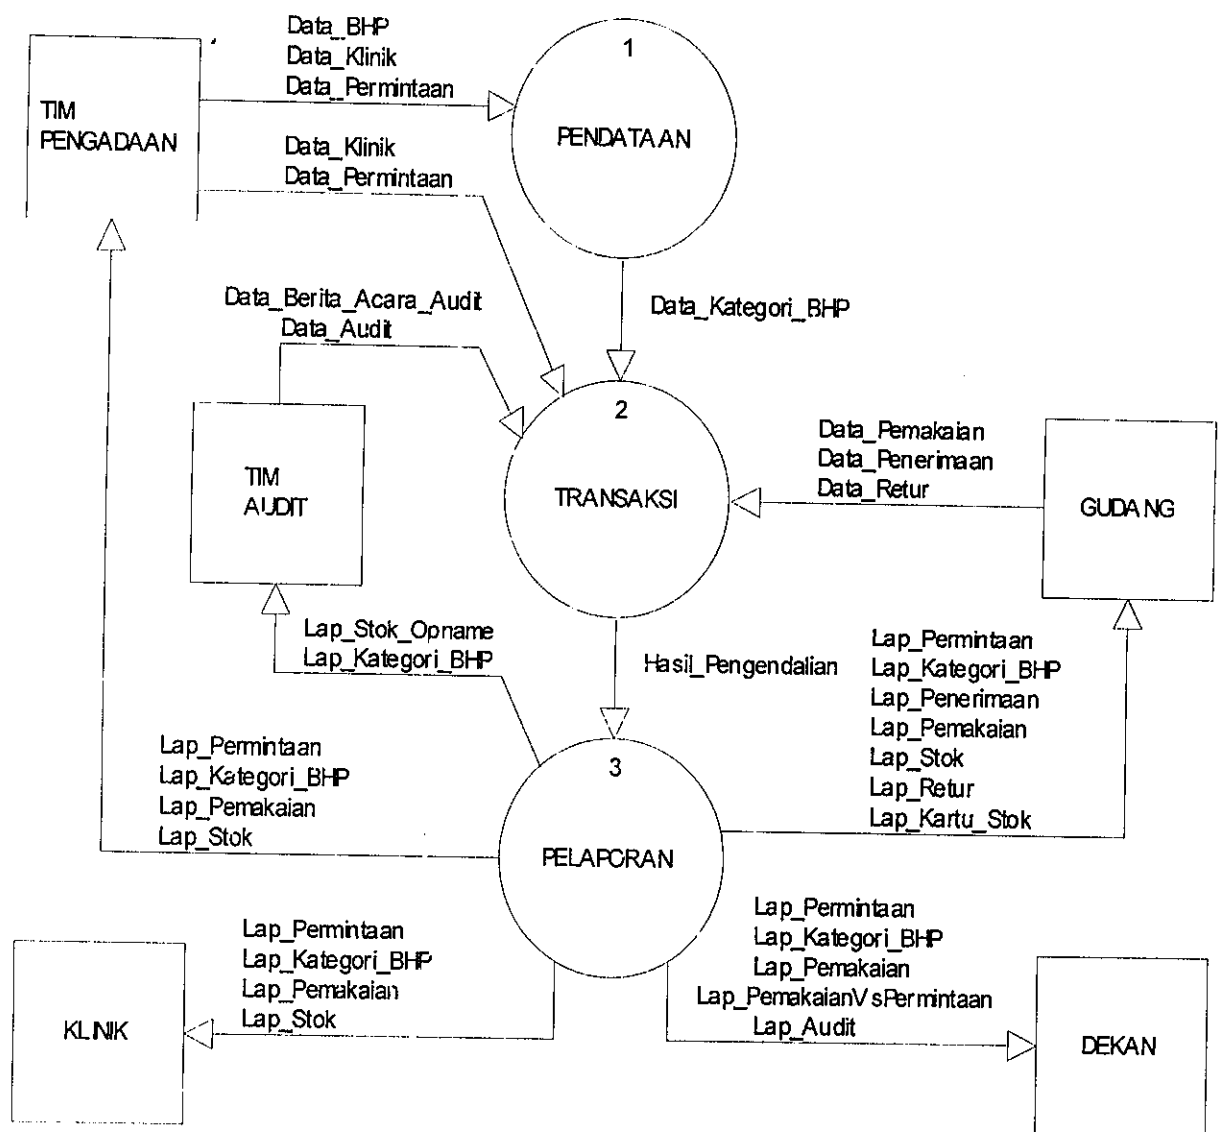 Data_BHP
Data_Klinik
Data_Permintaan
1
TIM
PENGADAAN
PENDATAAN
Data_Klinik
Data_Permintaan
Data_Berita_Acara_Audit
Data_Audit
Data_Kategori_BHP
2
TIM
AUDIT
TRANSAKSI
Data_Pemakaian
Data_Penerimaan
Data_Retur
GUDANG
Lap_Stok_Opname
Lap_Kategori_BHP
Hasil_Pengendalian
Lap_Permintaan
Lap_Kategori_BHP
Lap_Penerimaan
Lap_Pemakaian
Lap_Stok
Lap_Retur
Lap_Kartu_Stok
Lap_Permintaan
Lap_Kategori_BHP
Lap_Pemakaian
Lap_Stok
3
PELAPORAN
Lap_Permintaan
Lap_Kategori_BHP
Lap_Pemakaian
Lap_Stok
KLINIK
Lap_Permintaan
Lap_Kategori_BHP
Lap_Pemakaian
Lap_PemakaianVsPermintaan
Lap_Audit
DEKAN